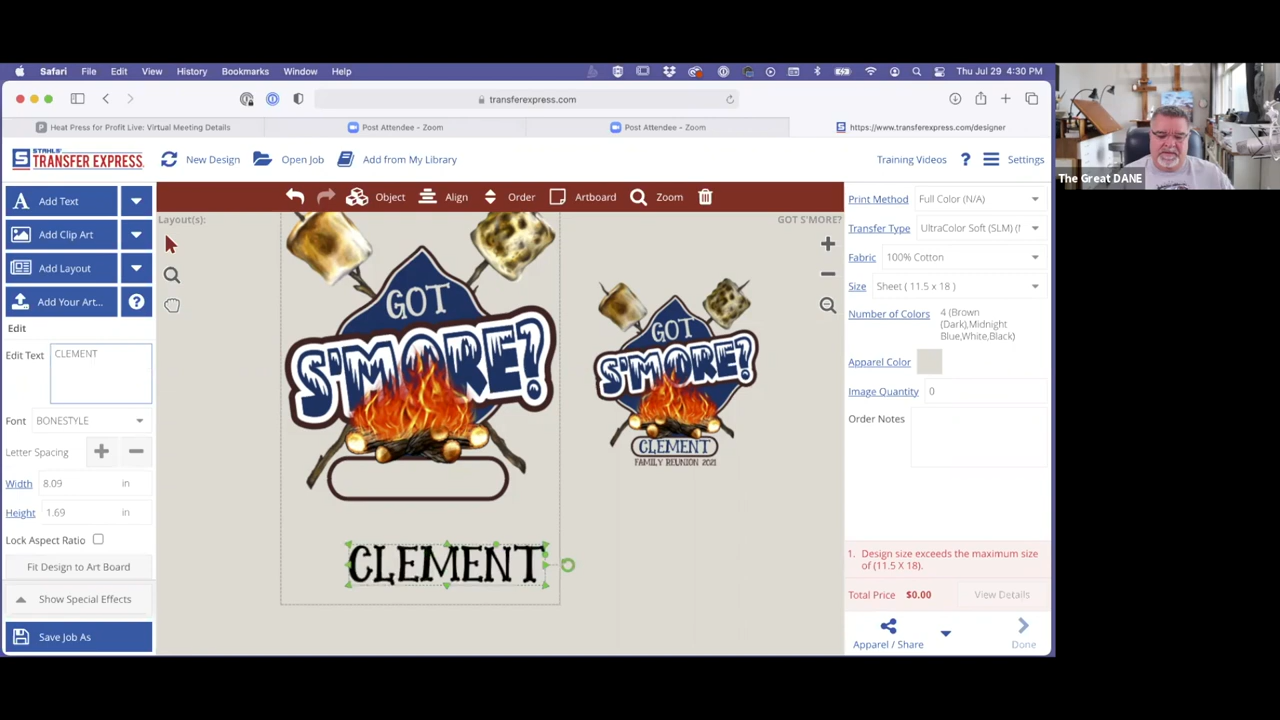 Safari File Edit View History Bookmarks Window Help Thu Jul 29 4:30 PM
transferexpress.com
Heat Press for Profit Live: Virtual Meeting Details
Post Attendee - Zoom
Post Attendee - Zoom
https://www.transferexpress.com/designer
STAHLS'
TRANSFER EXPRESS.
New Design
Open Job
Add from My Library
Training Videos
?
Settings
Add Text
Add Clip Art
Add Layout
Add Your Art...
?
Edit
Edit Text
CLEMENT
Font
BONESTYLE
Letter Spacing
Width
8.09
in
Height
1.69
in
Lock Aspect Ratio
Fit Design to Art Board
Show Special Effects
Save Job As
Object
Align
Order
Artboard
Zoom
Layout(s):
GOT S'MORE?
GOT
S'MORE?
CLEMENT
GOT
S'MORE?
CLEMENT
FAMILY REUNION 2021
Print Method
Full Color (N/A)
Transfer Type
UltraColor Soft (SLM) (
Fabric
100% Cotton
Size
Sheet ( 11.5 x 18 )
Number of Colors
4 (Brown
(Dark),Midnight
Blue,White,Black)
Apparel Color
Image Quantity
0
Order Notes
1. Design size exceeds the maximum size
of (11.5 X 18).
Total Price $0.00
View Details
Apparel / Share
Done
The Great DANE